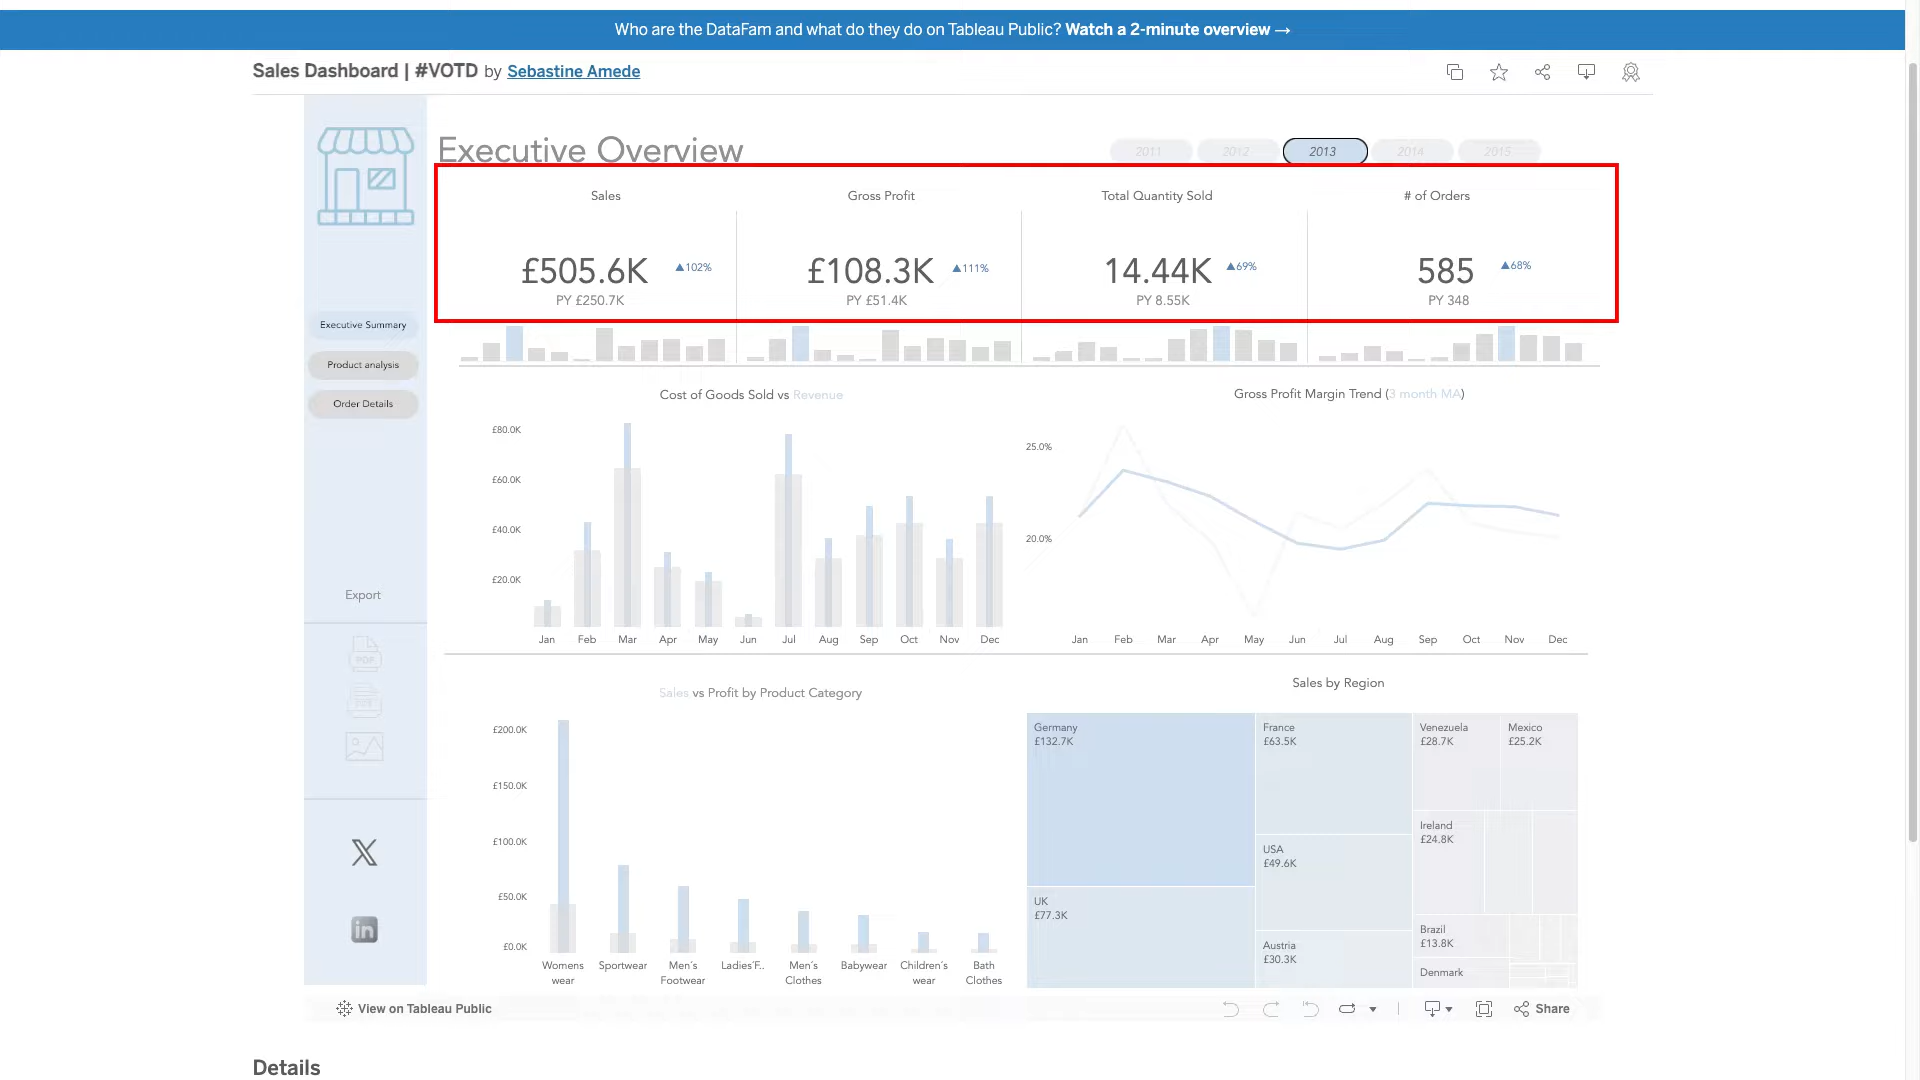 Who are the DataFam and what do they do on Tableau Public? Watch a 2-minute overview →
Sales Dashboard | #VOTD by Sebastine Amede
Executive Overview
2011 2012 2013 2014 2015
Sales
£505.6K ▲102%
PY £250.7K
Gross Profit
£108.3K ▲111%
PY £51.4K
Total Quantity Sold
14.44K ▲69%
PY 8.55K
# of Orders
585 ▲68%
PY 348
Executive Summary
Product analysis
Order Details
Export
PDF
in
Cost of Goods Sold vs Revenue
£80.0K
£60.0K
£40.0K
£20.0K
Jan Feb Mar Apr May Jun Jul Aug Sep Oct Nov Dec
Gross Profit Margin Trend (3 month MA)
25.0%
20.0%
Jan Feb Mar Apr May Jun Jul Aug Sep Oct Nov Dec
Sales vs Profit by Product Category
£200.0K
£150.0K
£100.0K
£50.0K
£0.0K
Womens wear
Sportwear
Men´s Footwear
Ladies´F..
Men´s Clothes
Babywear
Children´s wear
Bath Clothes
Sales by Region
Germany
£132.7K
UK
£77.3K
France
£63.5K
USA
£49.6K
Austria
£30.3K
Venezuela
£28.7K
Mexico
£25.2K
Ireland
£24.8K
Brazil
£13.8K
Denmark
View on Tableau Public
Share
Details